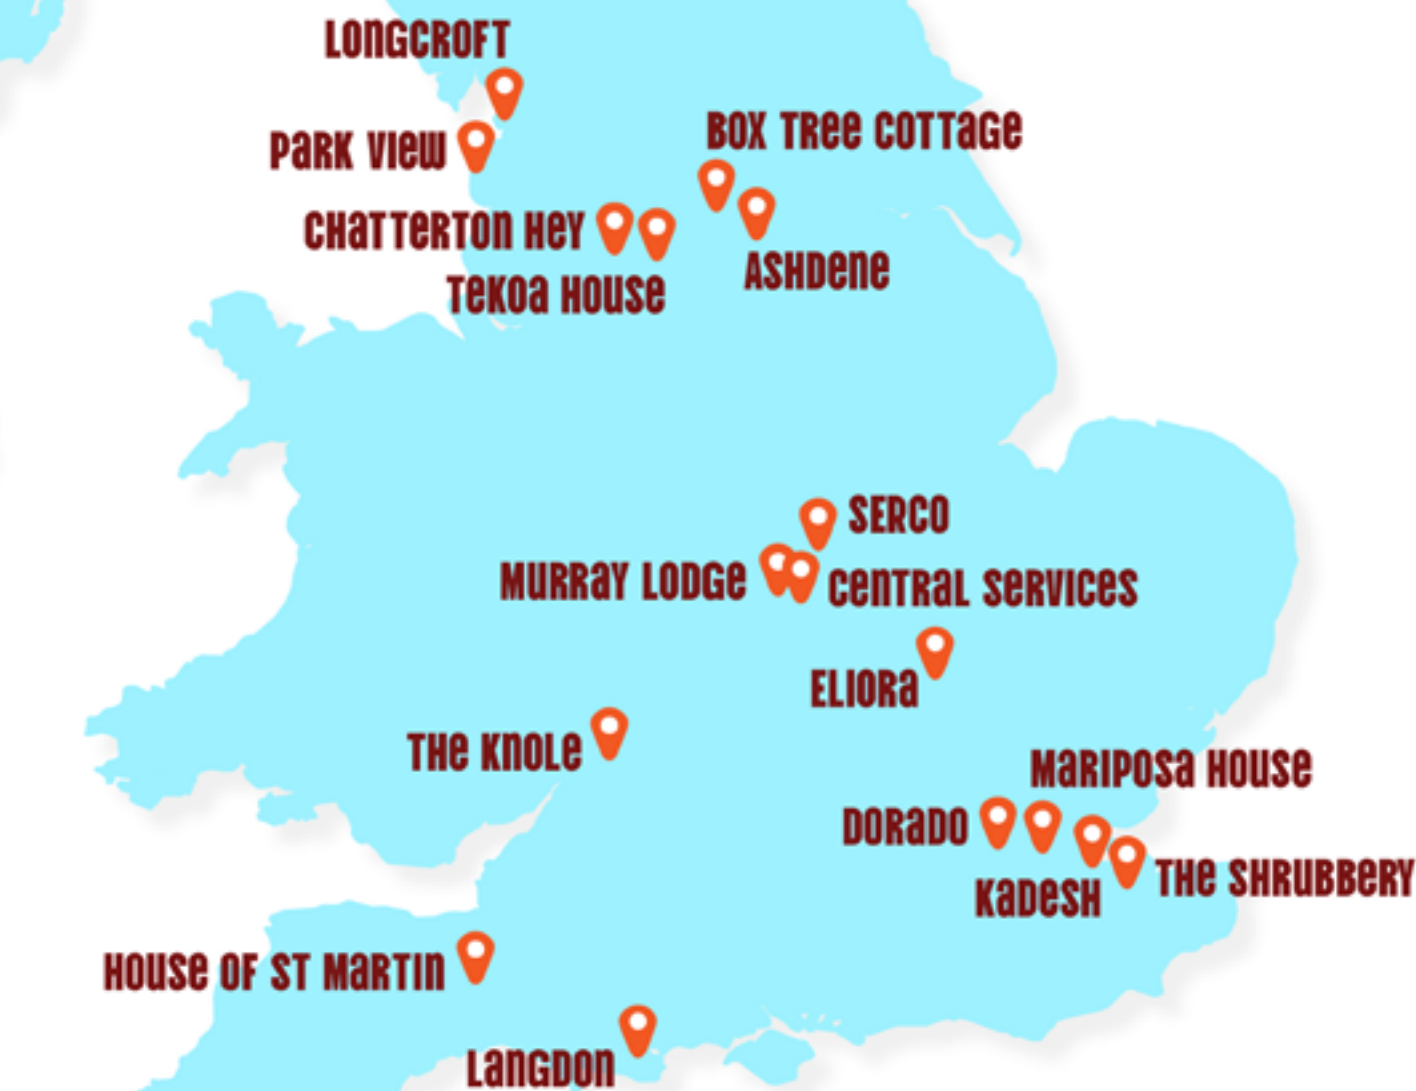 LONGCROFT
PARK VIEW
BOX TREE COTTAGE
CHATTERTON HEY
ASHDENE
TEKOA HOUSE
SERCO
MURRAY LODGE
CENTRAL SERVICES
ELIORA
THE KNOLE
MARIPOSA HOUSE
DORADO
THE SHRUBBERY
KADESH
HOUSE OF ST MARTIN
LANGDON